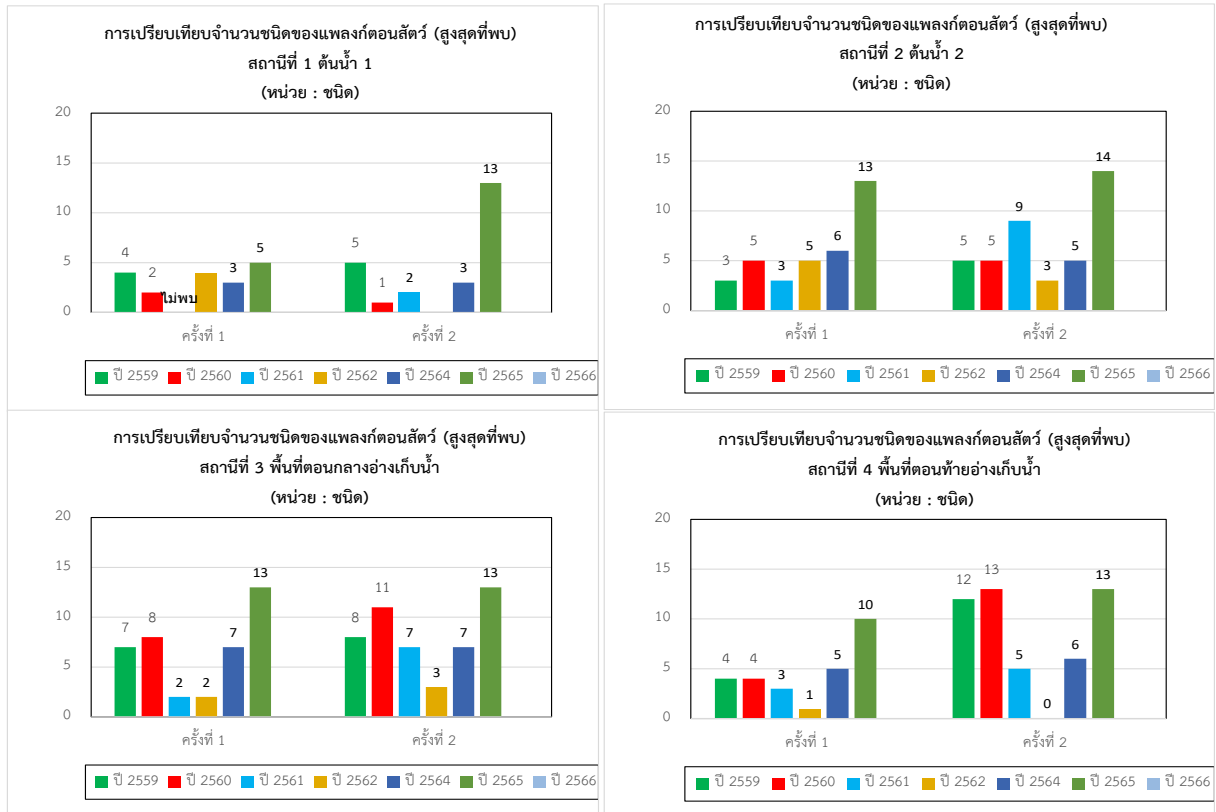 การเปรียบเทียบจำนวนชนิดของแพลงก์ตอนสัตว์ (สูงสุดที่พบ)
สถานีที่ 1 ต้นน้ำ 1
(หน่วย : ชนิด)
20
15
10
5
0
4
2
ไม่พบ
3
5
5
1
2
3
13
ครั้งที่ 1
ครั้งที่ 2
ปี 2559 ปี 2560 ปี 2561 ปี 2562 ปี 2564 ปี 2565 ปี 2566
การเปรียบเทียบจำนวนชนิดของแพลงก์ตอนสัตว์ (สูงสุดที่พบ)
สถานีที่ 2 ต้นน้ำ 2
(หน่วย : ชนิด)
20
15
10
5
0
3
5
3
5
6
13
5
5
9
3
5
14
ครั้งที่ 1
ครั้งที่ 2
ปี 2559 ปี 2560 ปี 2561 ปี 2562 ปี 2564 ปี 2565 ปี 2566
การเปรียบเทียบจำนวนชนิดของแพลงก์ตอนสัตว์ (สูงสุดที่พบ)
สถานีที่ 3 พื้นที่ตอนกลางอ่างเก็บน้ำ
(หน่วย : ชนิด)
20
15
10
5
0
7
8
2
2
7
13
8
11
7
3
7
13
ครั้งที่ 1
ครั้งที่ 2
ปี 2559 ปี 2560 ปี 2561 ปี 2562 ปี 2564 ปี 2565 ปี 2566
การเปรียบเทียบจำนวนชนิดของแพลงก์ตอนสัตว์ (สูงสุดที่พบ)
สถานีที่ 4 พื้นที่ตอนท้ายอ่างเก็บน้ำ
(หน่วย : ชนิด)
20
15
10
5
0
4
4
3
1
5
10
12
13
5
0
6
13
ครั้งที่ 1
ครั้งที่ 2
ปี 2559 ปี 2560 ปี 2561 ปี 2562 ปี 2564 ปี 2565 ปี 2566